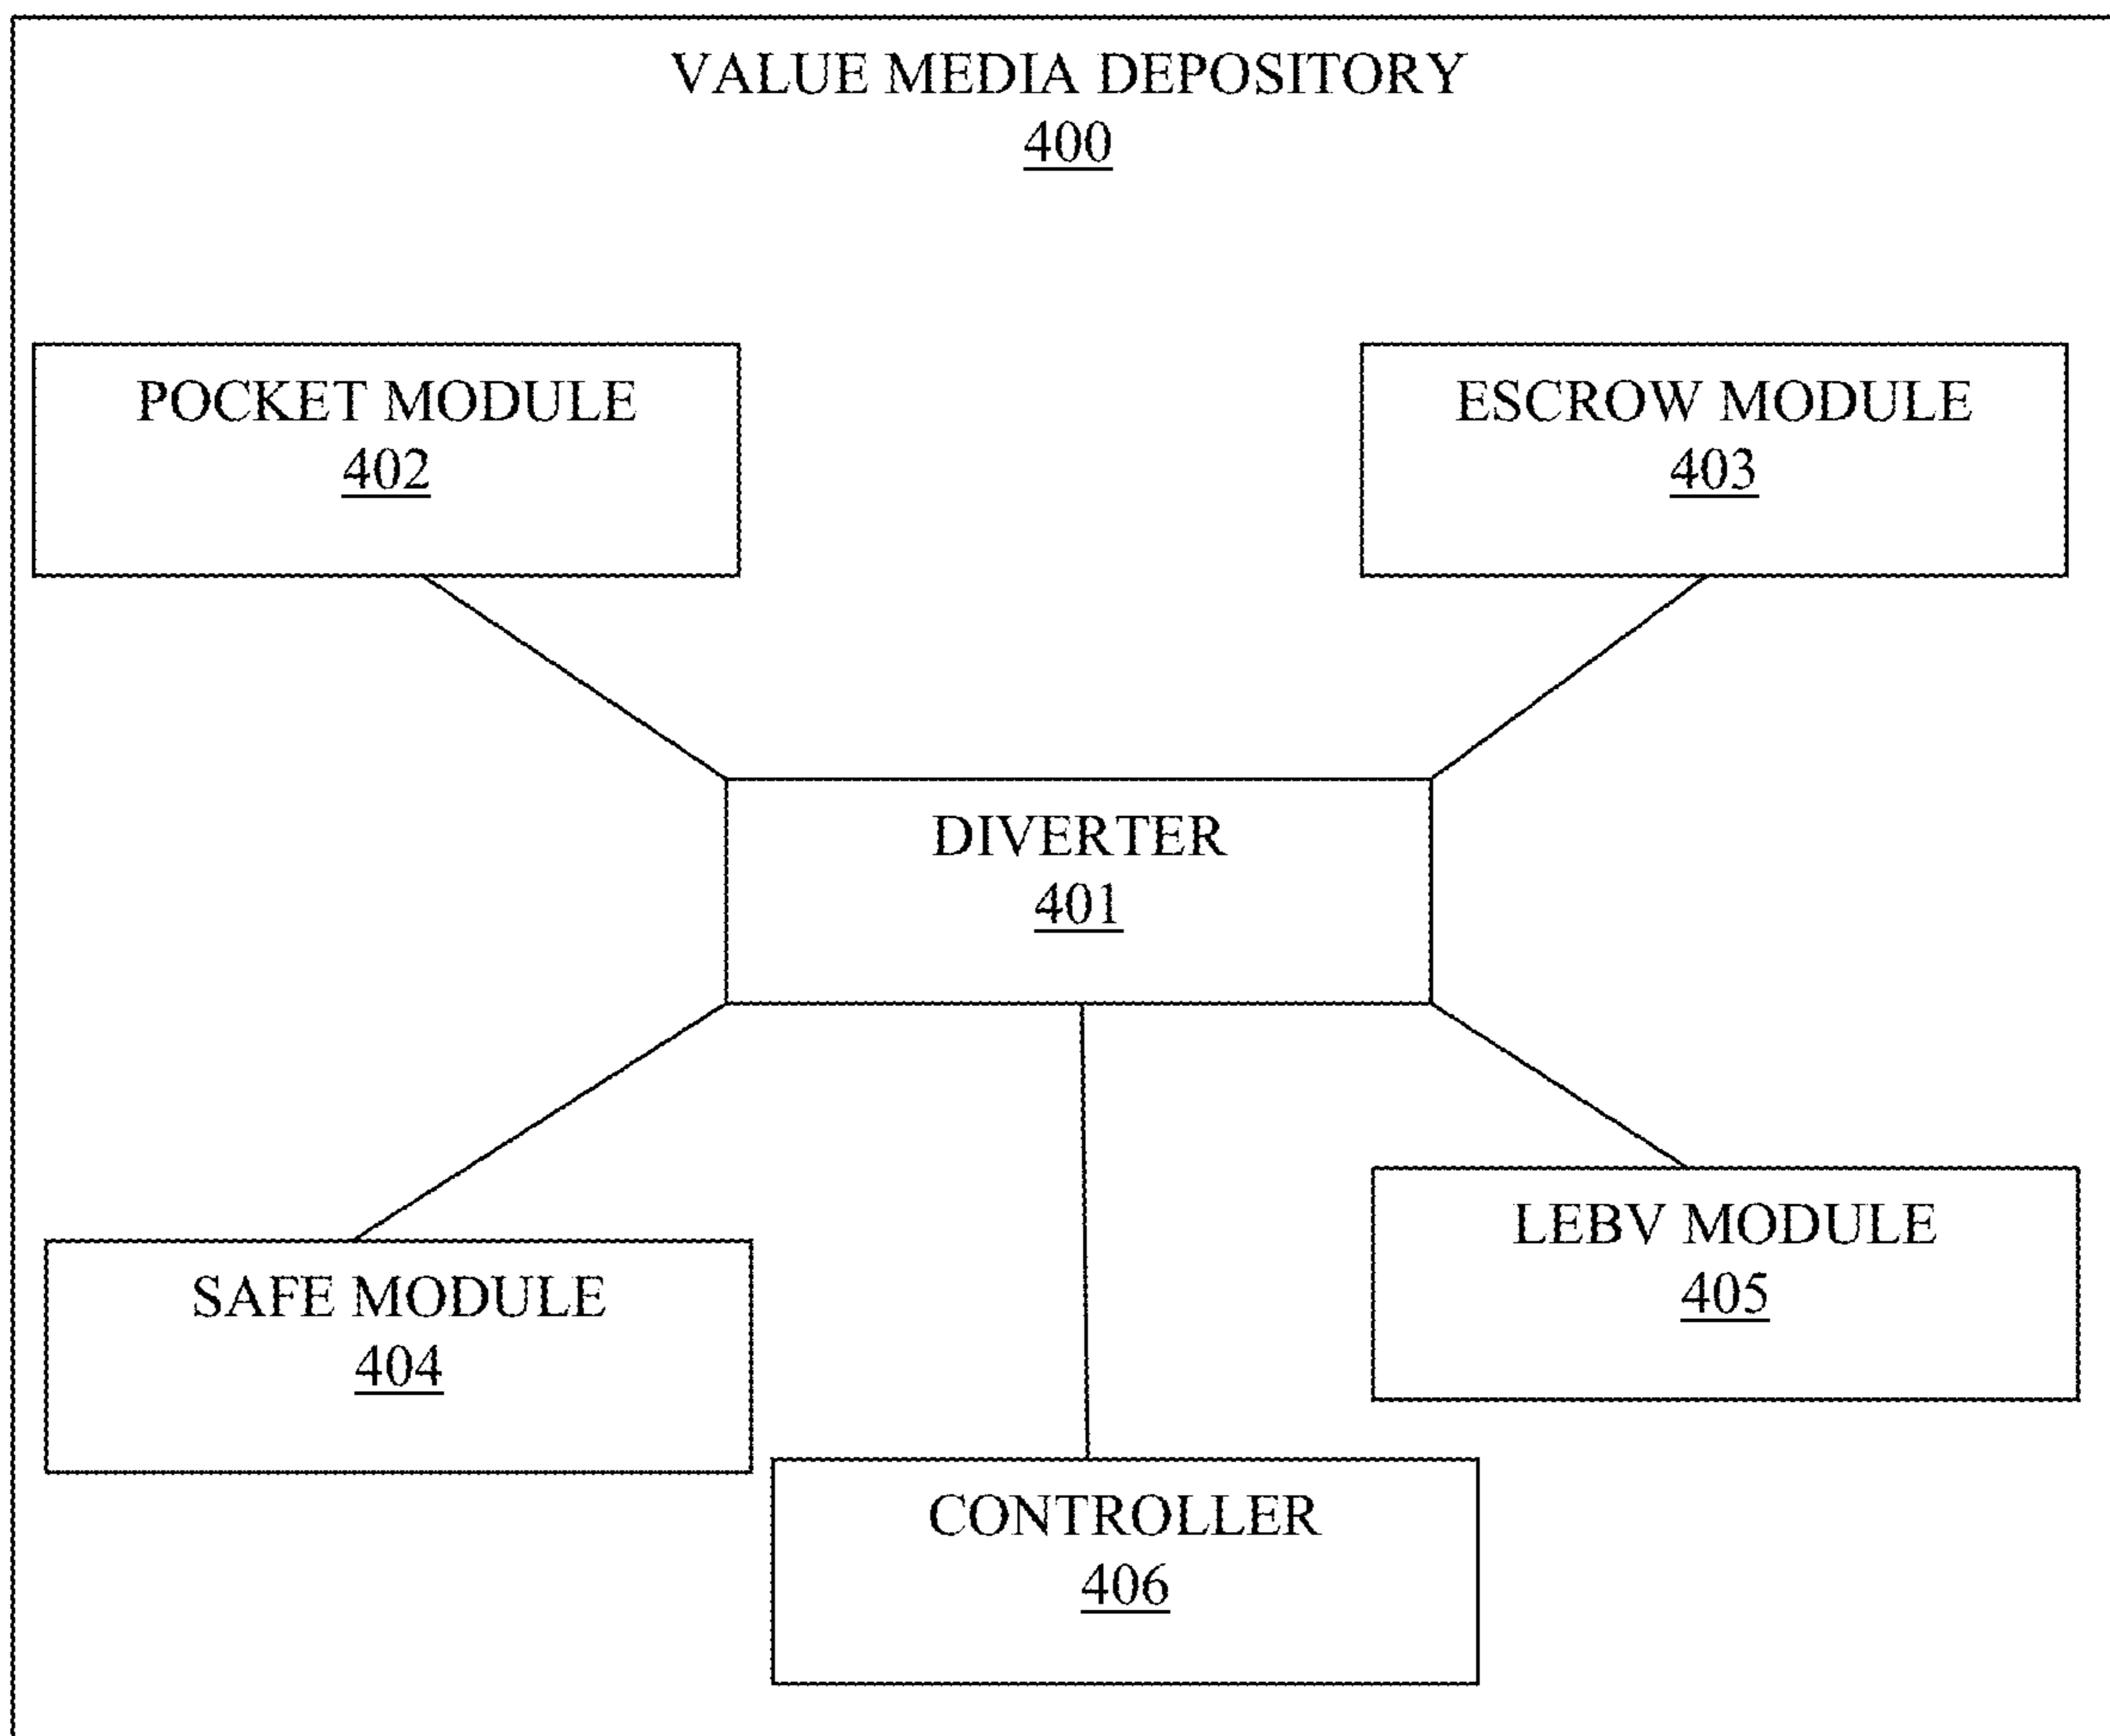 VALUE MEDIA DEPOSITORY
400
POCKET MODULE
402
ESCROW MODULE
403
DIVERTER
401
SAFE MODULE
404
LEBV MODULE
405
CONTROLLER
406